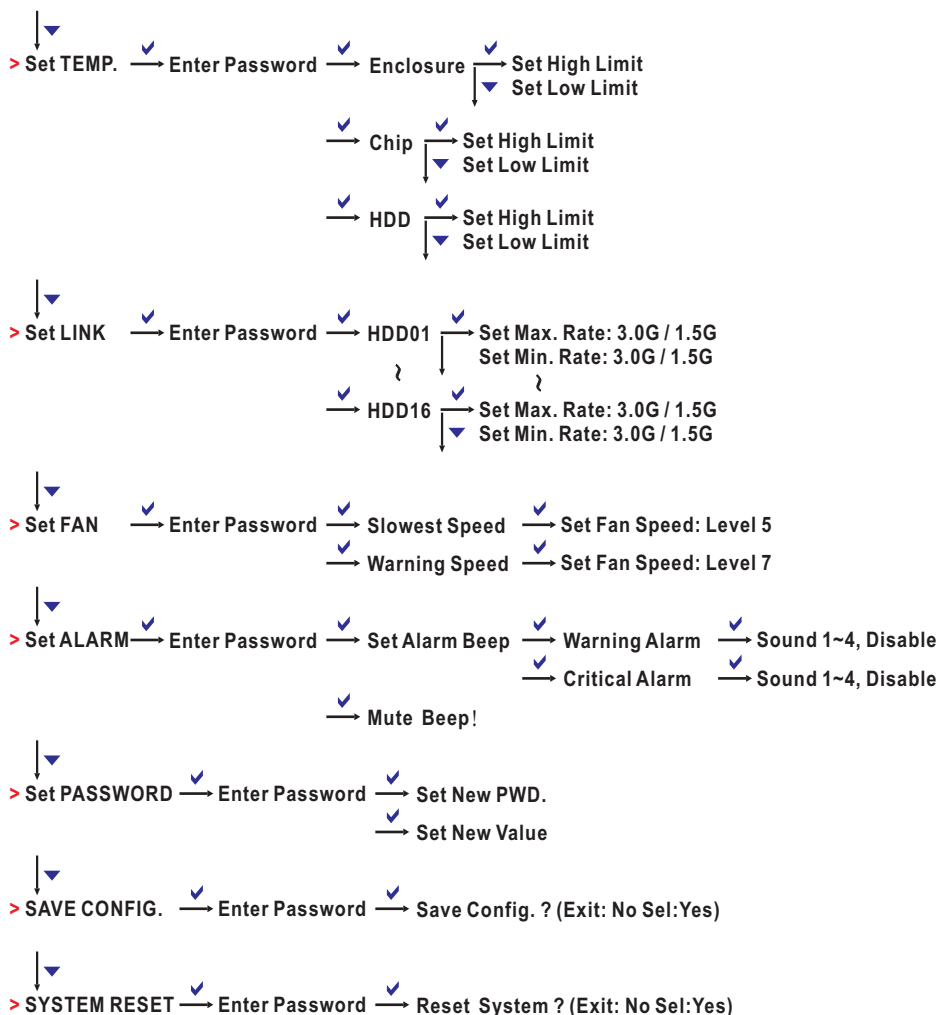 > Set TEMP. Enter Password Enclosure Set High Limit
Set Low Limit
Chip Set High Limit
Set Low Limit
HDD Set High Limit
Set Low Limit
> Set LINK Enter Password HDD01 Set Max. Rate: 3.0G / 1.5G
Set Min. Rate: 3.0G / 1.5G
~ ~
HDD16 Set Max. Rate: 3.0G / 1.5G
Set Min. Rate: 3.0G / 1.5G
> Set FAN Enter Password Slowest Speed Set Fan Speed: Level 5
Warning Speed Set Fan Speed: Level 7
> Set ALARM Enter Password Set Alarm Beep Warning Alarm Sound 1~4, Disable
Critical Alarm Sound 1~4, Disable
Mute Beep!
> Set PASSWORD Enter Password Set New PWD.
Set New Value
> SAVE CONFIG. Enter Password Save Config. ? (Exit: No Sel:Yes)
> SYSTEM RESET Enter Password Reset System ? (Exit: No Sel:Yes)